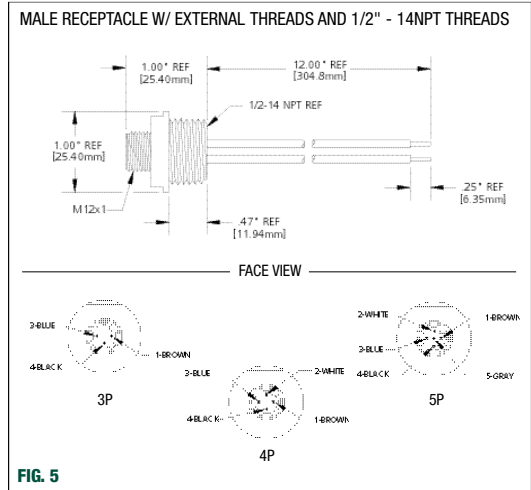 MALE RECEPTACLE W/ EXTERNAL THREADS AND 1/2" - 14NPT THREADS
1.00" REF
[25.40mm]
12.00" REF
[304.8mm]
1/2-14 NPT REF
1.00" REF
[25.40mm]
M12x1
.25" REF
[6.35mm]
.47" REF
[11.94mm]
FACE VIEW
3-BLUE
1-BROWN
4-BLACK
3P
3-BLUE
2-WHITE
4-BLACK
1-BROWN
4P
2-WHITE
1-BROWN
3-BLUE
4-BLACK
5-GRAY
5P
FIG. 5